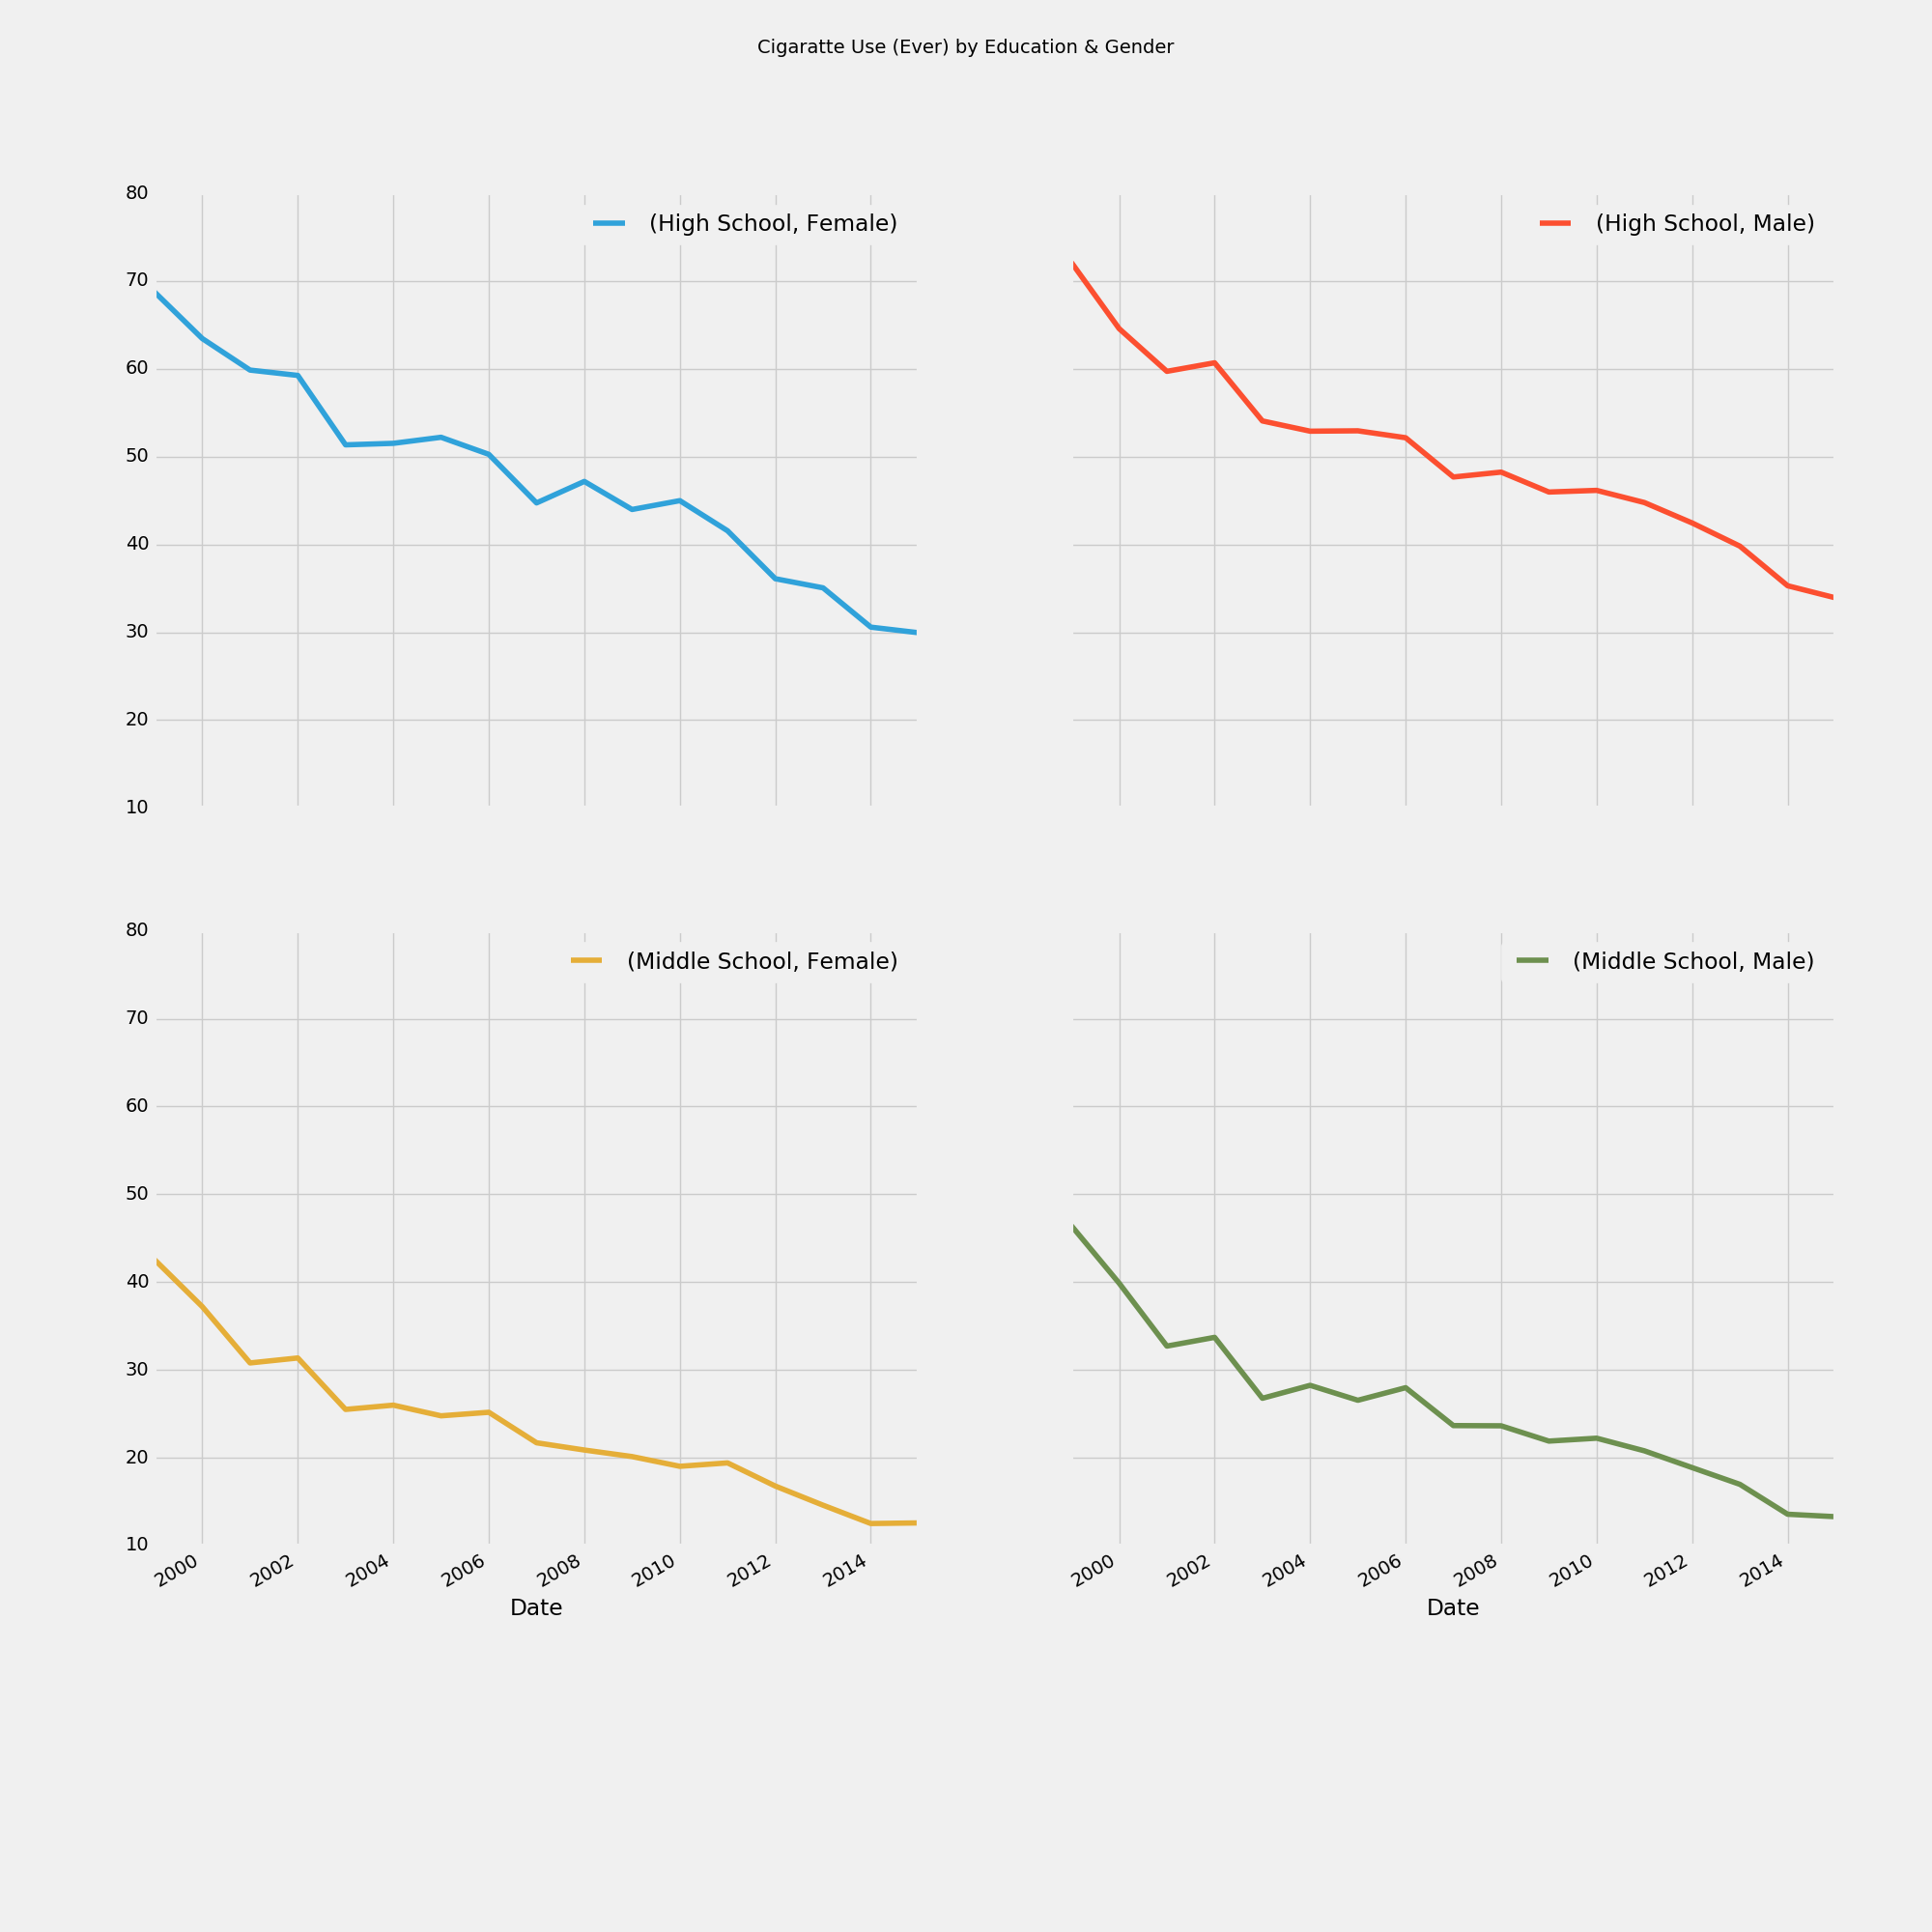 Cigaratte Use (Ever) by Education & Gender
80
70
60
50
40
30
20
10
(High School, Female)
(High School, Male)
80
70
60
50
40
30
20
10
(Middle School, Female)
2000 2002 2004 2006 2008 2010 2012 2014
Date
(Middle School, Male)
2000 2002 2004 2006 2008 2010 2012 2014
Date